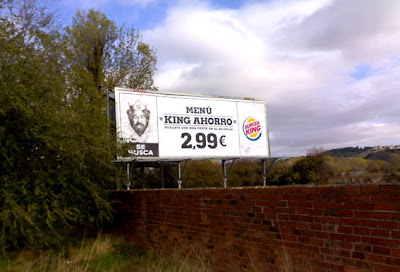 MENÚ
KING AHORRO
2,99€
SE
BUSCA
BURGER
KING